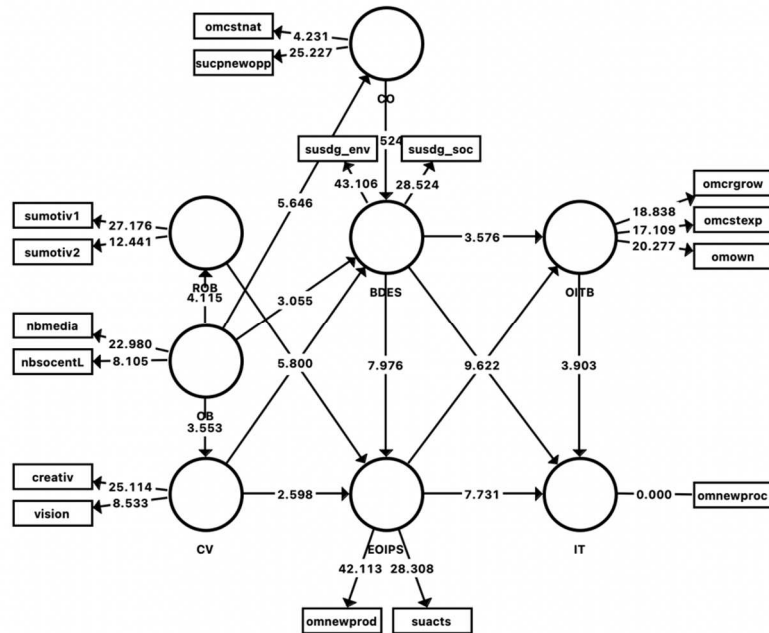 omcstnat
4.231
sucpnewopp
25.227
CO
524
susdg_env
susdg_soc
43.106
28.524
5.646
sumotiv1
27.176
sumotiv2
12.441
ROB
4.115
omcrgrow
18.838
omcstexp
17.109
omown
20.277
3.576
BDES
OITB
3.055
nbmedia
22.980
nbsocentL
8.105
OB
3.553
5.800
7.976
9.622
3.903
creativ
25.114
vision
8.533
CV
2.598
EOIPS
7.731
IT
0.000
omnewproc
42.113
28.308
omnewprod
suacts